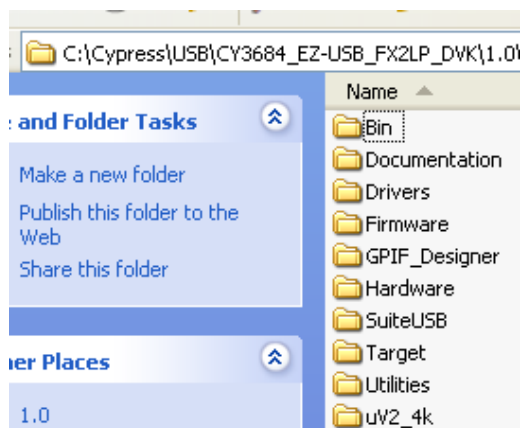 C:\Cypress\USB\CY3684_EZ-USB_FX2LP_DVK\1.0\
and Folder Tasks
Make a new folder
Publish this folder to the
Web
Share this folder
Places
1.0
Name
Bin
Documentation
Drivers
Firmware
GPIF_Designer
Hardware
SuiteUSB
Target
Utilities
uV2_4k